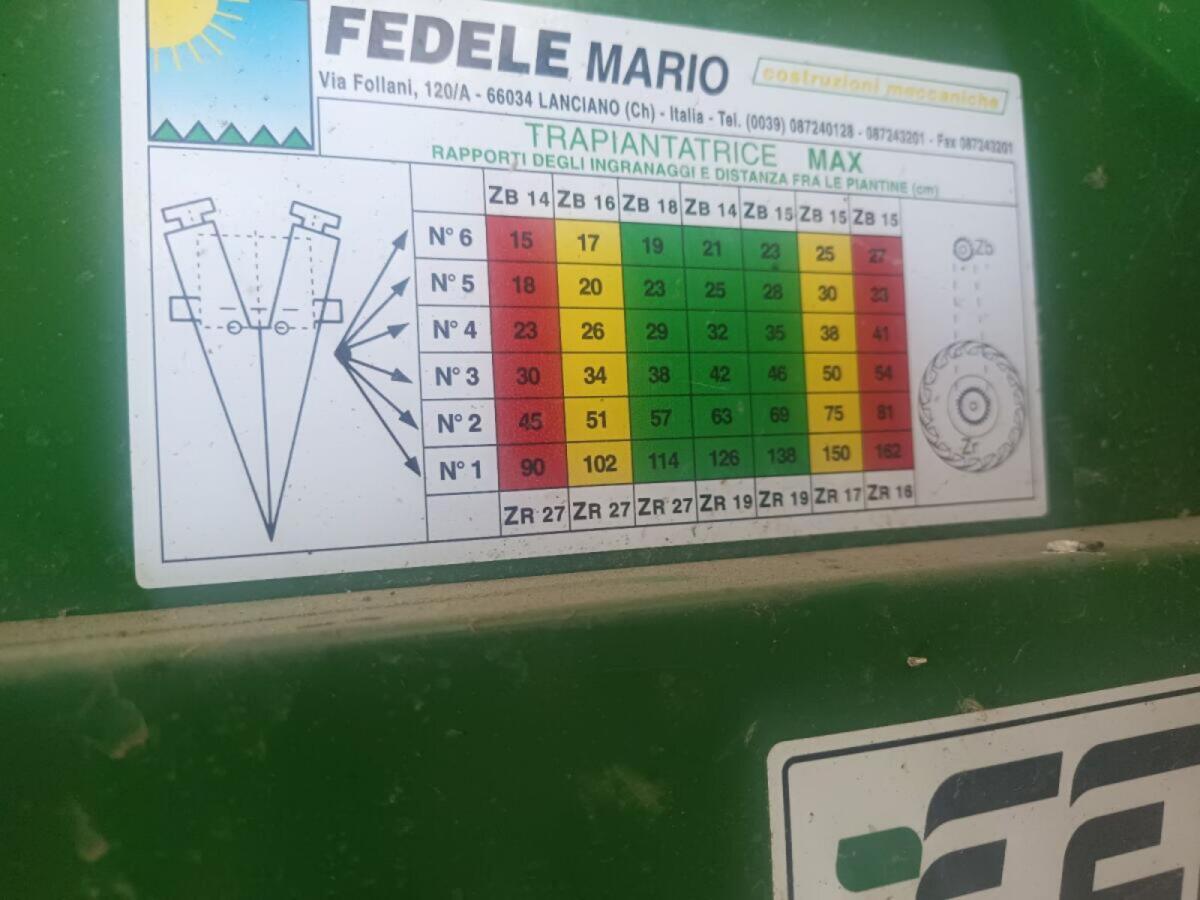 FEDELE MARIO costruzioni meccaniche
Via Follani, 120/A - 66034 LANCIANO (Ch) - Italia - Tel. (0039) 087240128 - 087243201 - Fax 087243201
TRAPIANTATRICE MAX
RAPPORTI DEGLI INGRANAGGI E DISTANZA FRA LE PIANTINE (cm)
ZB 14 ZB 16 ZB 18 ZB 14 ZB 15 ZB 15 ZB 15
N° 6 15 17 19 21 23 25 27
N° 5 18 20 23 25 28 30 33
N° 4 23 26 29 32 35 38 41
N° 3 30 34 38 42 46 50 54
N° 2 45 51 57 63 69 75 81
N° 1 90 102 114 126 138 150 162
ZR 27 ZR 27 ZR 27 ZR 19 ZR 19 ZR 17 ZR 16
Zb
Zr